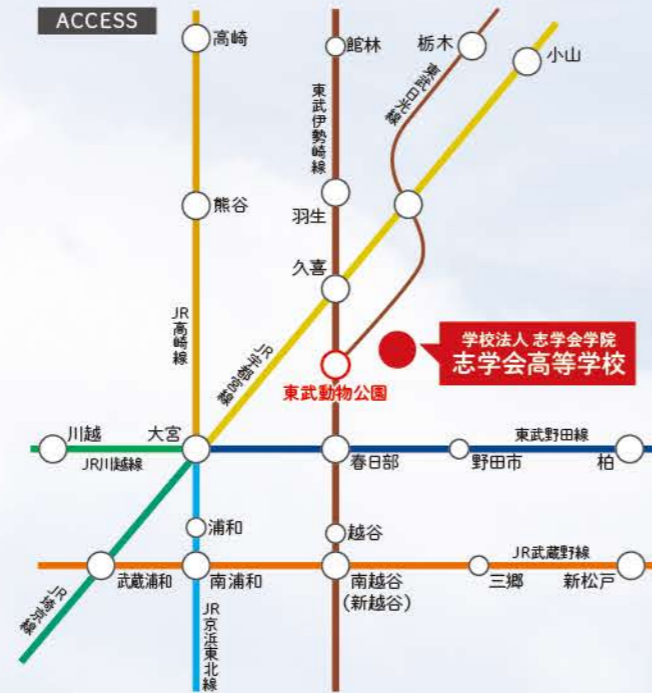 ACCESS
高崎
館林
栃木
小山
東武伊勢崎線
東武日光線
熊谷
羽生
久喜
JR高崎線
JR宇都宮線
学校法人 志学会学院
志学会高等学校
東武動物公園
川越
大宮
東武野田線
JR川越線
春日部
野田市
柏
浦和
越谷
JR武蔵野線
武蔵浦和
南浦和
南越谷
(新越谷)
三郷
新松戸
JR埼京線
JR京浜東北線